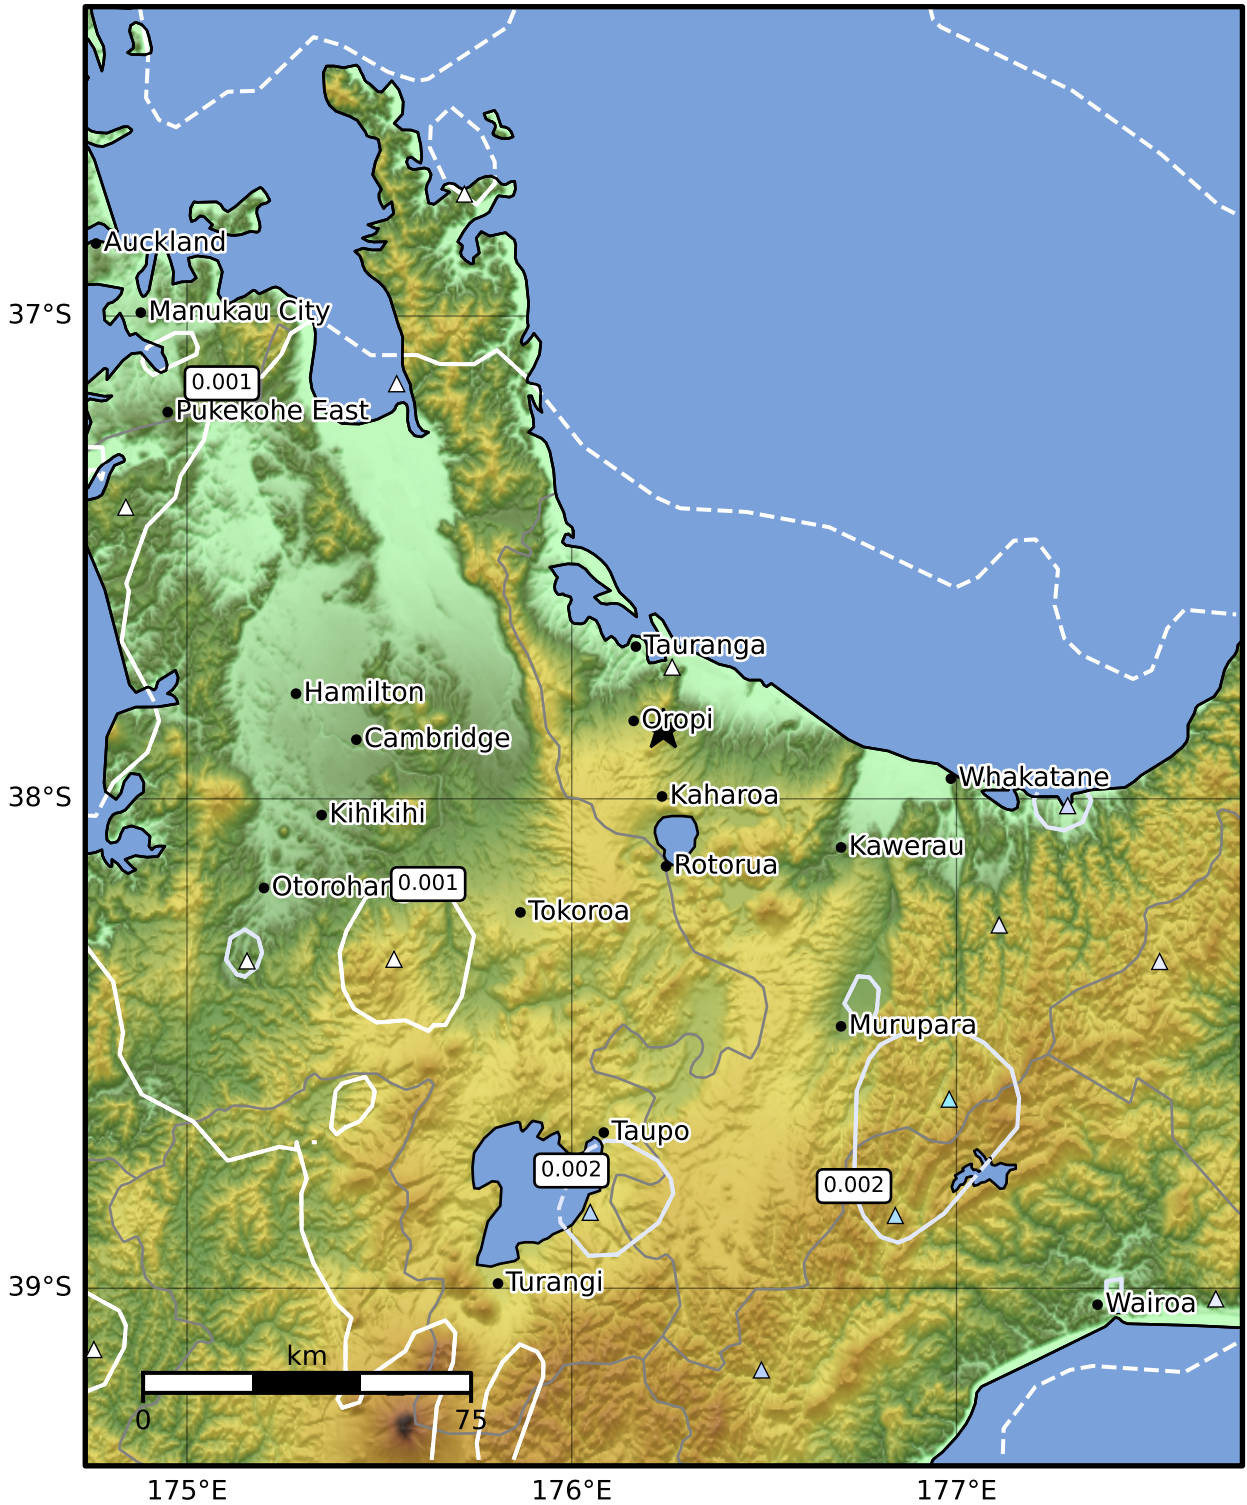 Auckland
37°S
Manukau City
0.001
Pukekohe East
Tauranga
Hamilton
Oropi
Cambridge
Whakatane
38°S
Kaharoa
Kihikihi
Kawerau
Rotorua
Otorohan
0.001
Tokoroa
Murupara
Taupo
0.002
0.002
39°S
Turangi
Wairoa
km
0
75
175°E
176°E
177°E